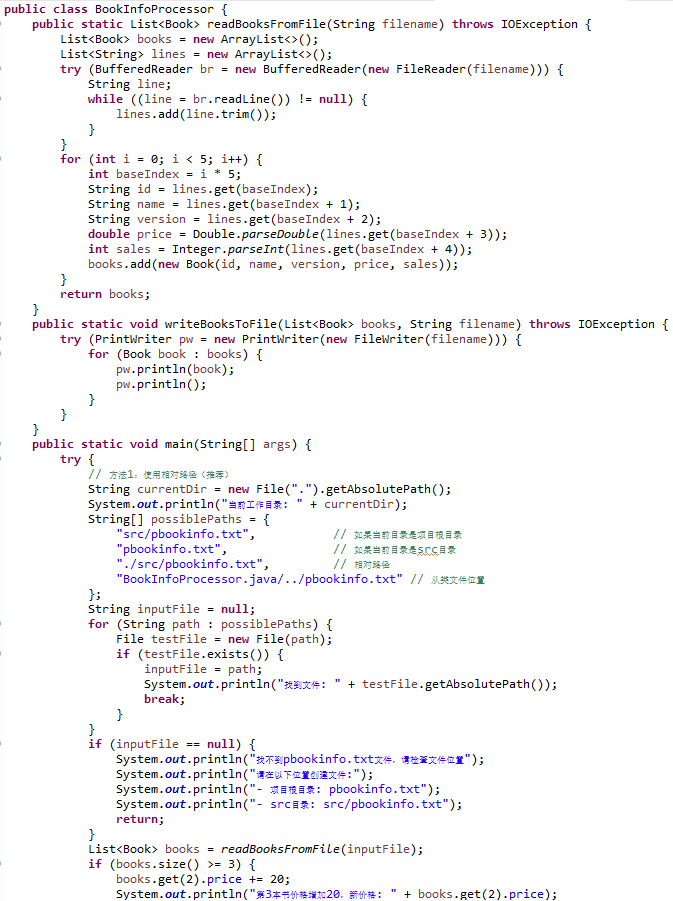 public class BookInfoProcessor {
    public static List<Book> readBooksFromFile(String filename) throws IOException {
        List<Book> books = new ArrayList<>();
        List<String> lines = new ArrayList<>();
        try (BufferedReader br = new BufferedReader(new FileReader(filename))) {
            String line;
            while ((line = br.readLine()) != null) {
                lines.add(line.trim());
            }
        }
        for (int i = 0; i < 5; i++) {
            int baseIndex = i * 5;
            String id = lines.get(baseIndex);
            String name = lines.get(baseIndex + 1);
            String version = lines.get(baseIndex + 2);
            double price = Double.parseDouble(lines.get(baseIndex + 3));
            int sales = Integer.parseInt(lines.get(baseIndex + 4));
            books.add(new Book(id, name, version, price, sales));
        }
        return books;
    }
    public static void writeBooksToFile(List<Book> books, String filename) throws IOException {
        try (PrintWriter pw = new PrintWriter(new FileWriter(filename))) {
            for (Book book : books) {
                pw.println(book);
                pw.println();
            }
        }
    }
    public static void main(String[] args) {
        try {
            // 方法1：使用相对路径（推荐）
            String currentDir = new File(".").getAbsolutePath();
            System.out.println("当前工作目录: " + currentDir);
            String[] possiblePaths = {
                "src/pbookinfo.txt",           // 如果当前目录是项目根目录
                "pbookinfo.txt",               // 如果当前目录是src目录
                "./src/pbookinfo.txt",         // 相对路径
                "BookInfoProcessor.java/../pbookinfo.txt" // 从类文件位置
            };
            String inputFile = null;
            for (String path : possiblePaths) {
                File testFile = new File(path);
                if (testFile.exists()) {
                    inputFile = path;
                    System.out.println("找到文件: " + testFile.getAbsolutePath());
                    break;
                }
            }
            if (inputFile == null) {
                System.out.println("找不到pbookinfo.txt文件，请检查文件位置");
                System.out.println("请在以下位置创建文件:");
                System.out.println("- 项目根目录: pbookinfo.txt");
                System.out.println("- src目录: src/pbookinfo.txt");
                return;
            }
            List<Book> books = readBooksFromFile(inputFile);
            if (books.size() >= 3) {
                books.get(2).price += 20;
                System.out.println("第3本书价格增加20，新价格: " + books.get(2).price);